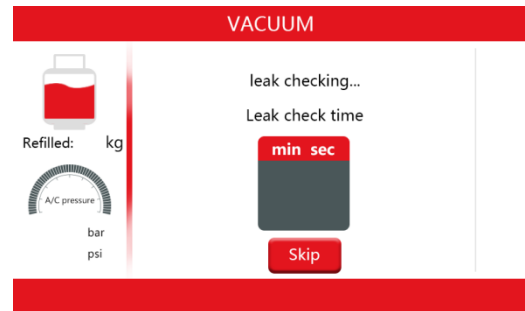 VACUUM
Refilled: kg
A/C pressure
bar
psi
leak checking...
Leak check time
min sec
Skip